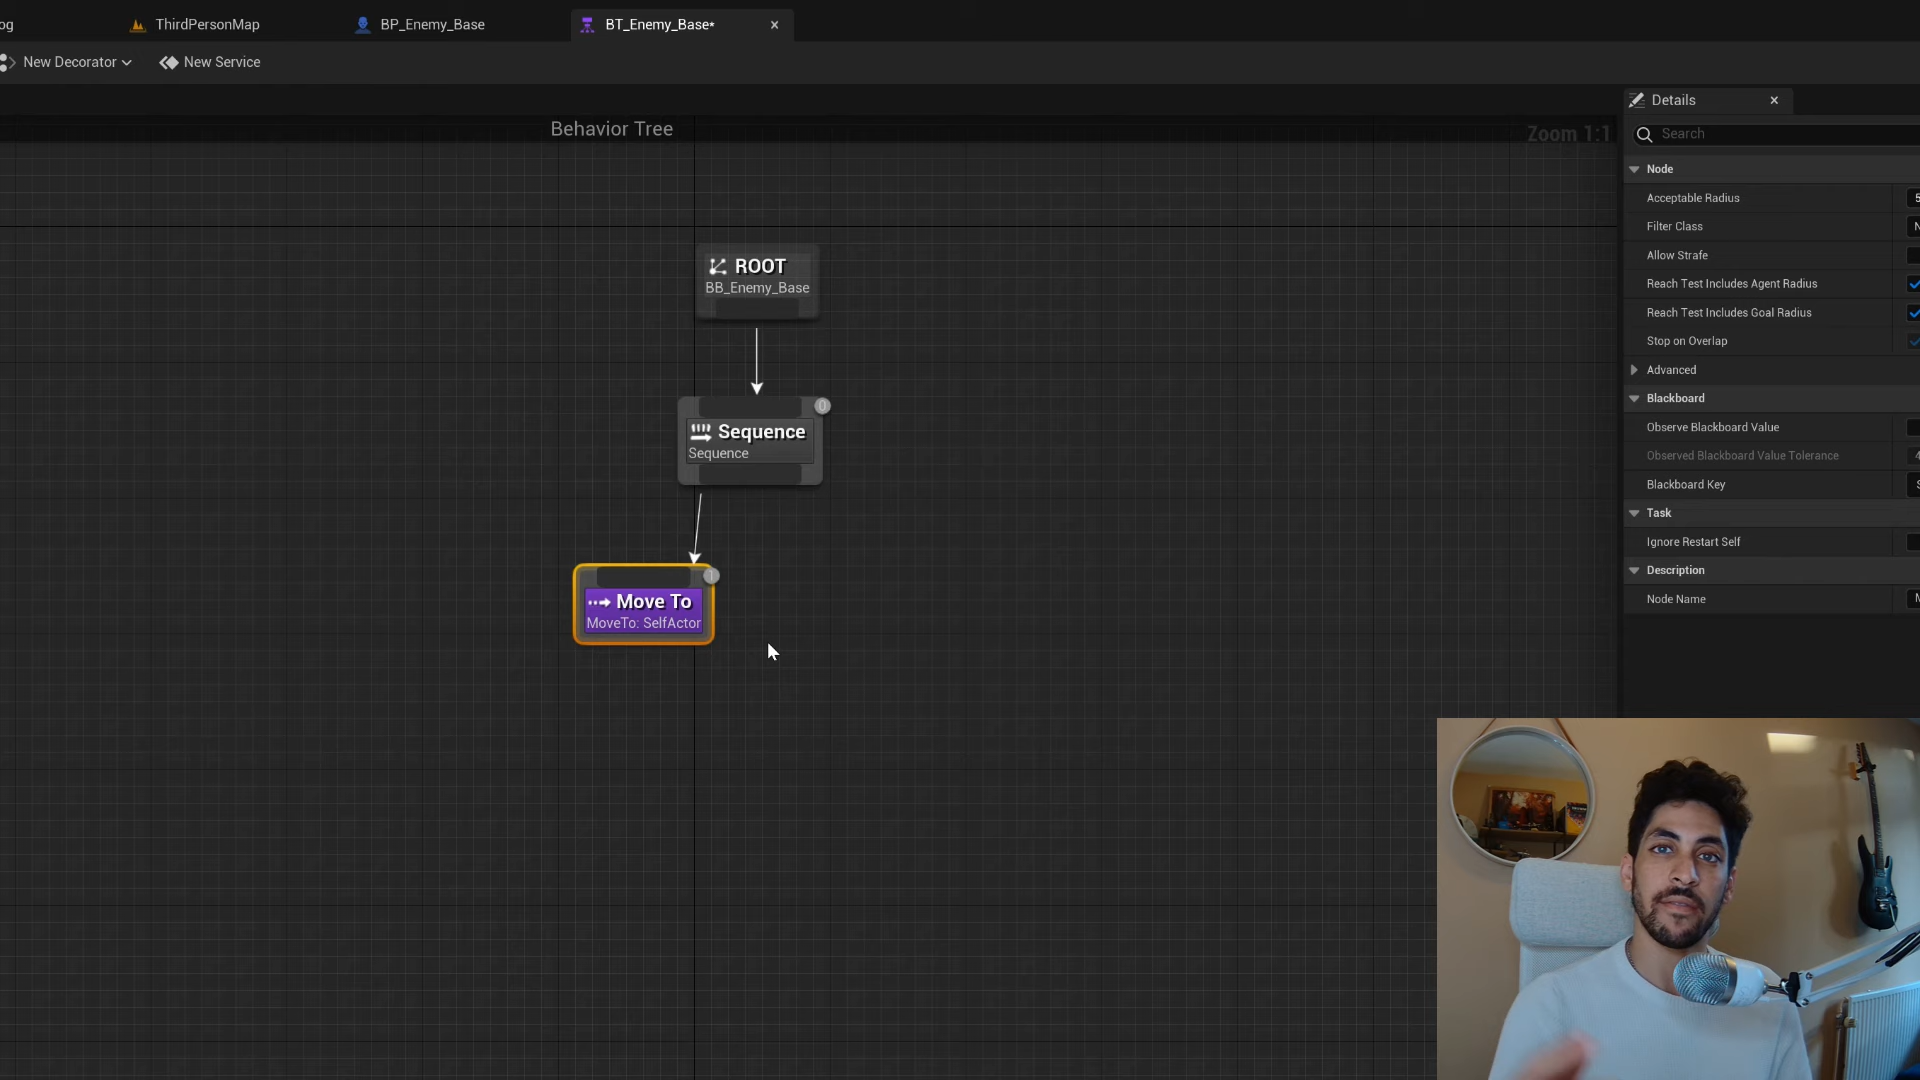 og
ThirdPersonMap
BP_Enemy_Base
BT_Enemy_Base*
New Decorator
New Service
Behavior Tree
Zoom 1:1
ROOT
BB_Enemy_Base
0
Sequence
Sequence
1
Move To
MoveTo: SelfActor
Details
Search
Node
Acceptable Radius
5
Filter Class
N
Allow Strafe
Reach Test Includes Agent Radius
Reach Test Includes Goal Radius
Stop on Overlap
Advanced
Blackboard
Observe Blackboard Value
Observed Blackboard Value Tolerance
4
Blackboard Key
S
Task
Ignore Restart Self
Description
Node Name
M